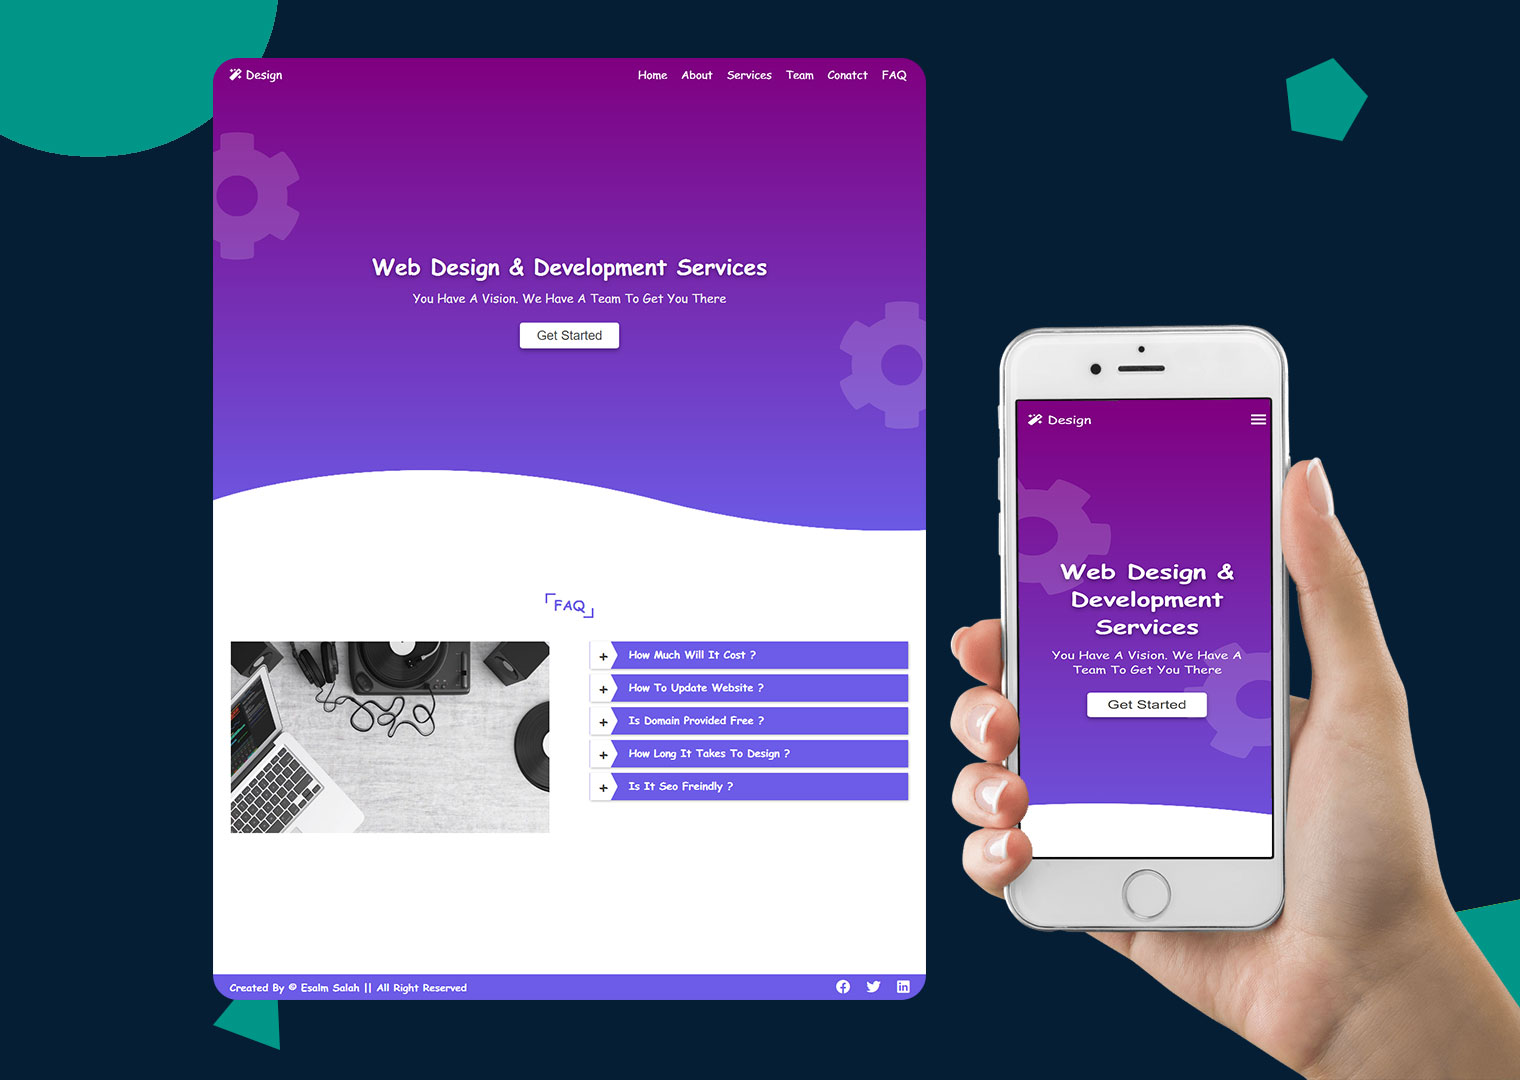 Design
Home About Services Team Conatct FAQ
Web Design & Development Services
You Have A Vision. We Have A Team To Get You There
Get Started
FAQ
+ How Much Will It Cost ?
+ How To Update Website ?
+ Is Domain Provided Free ?
+ How Long It Takes To Design ?
+ Is It Seo Freindly ?
Created By © Esalm Salah || All Right Reserved
Design
Web Design &
Development
Services
You Have A Vision. We Have A
Team To Get You There
Get Started